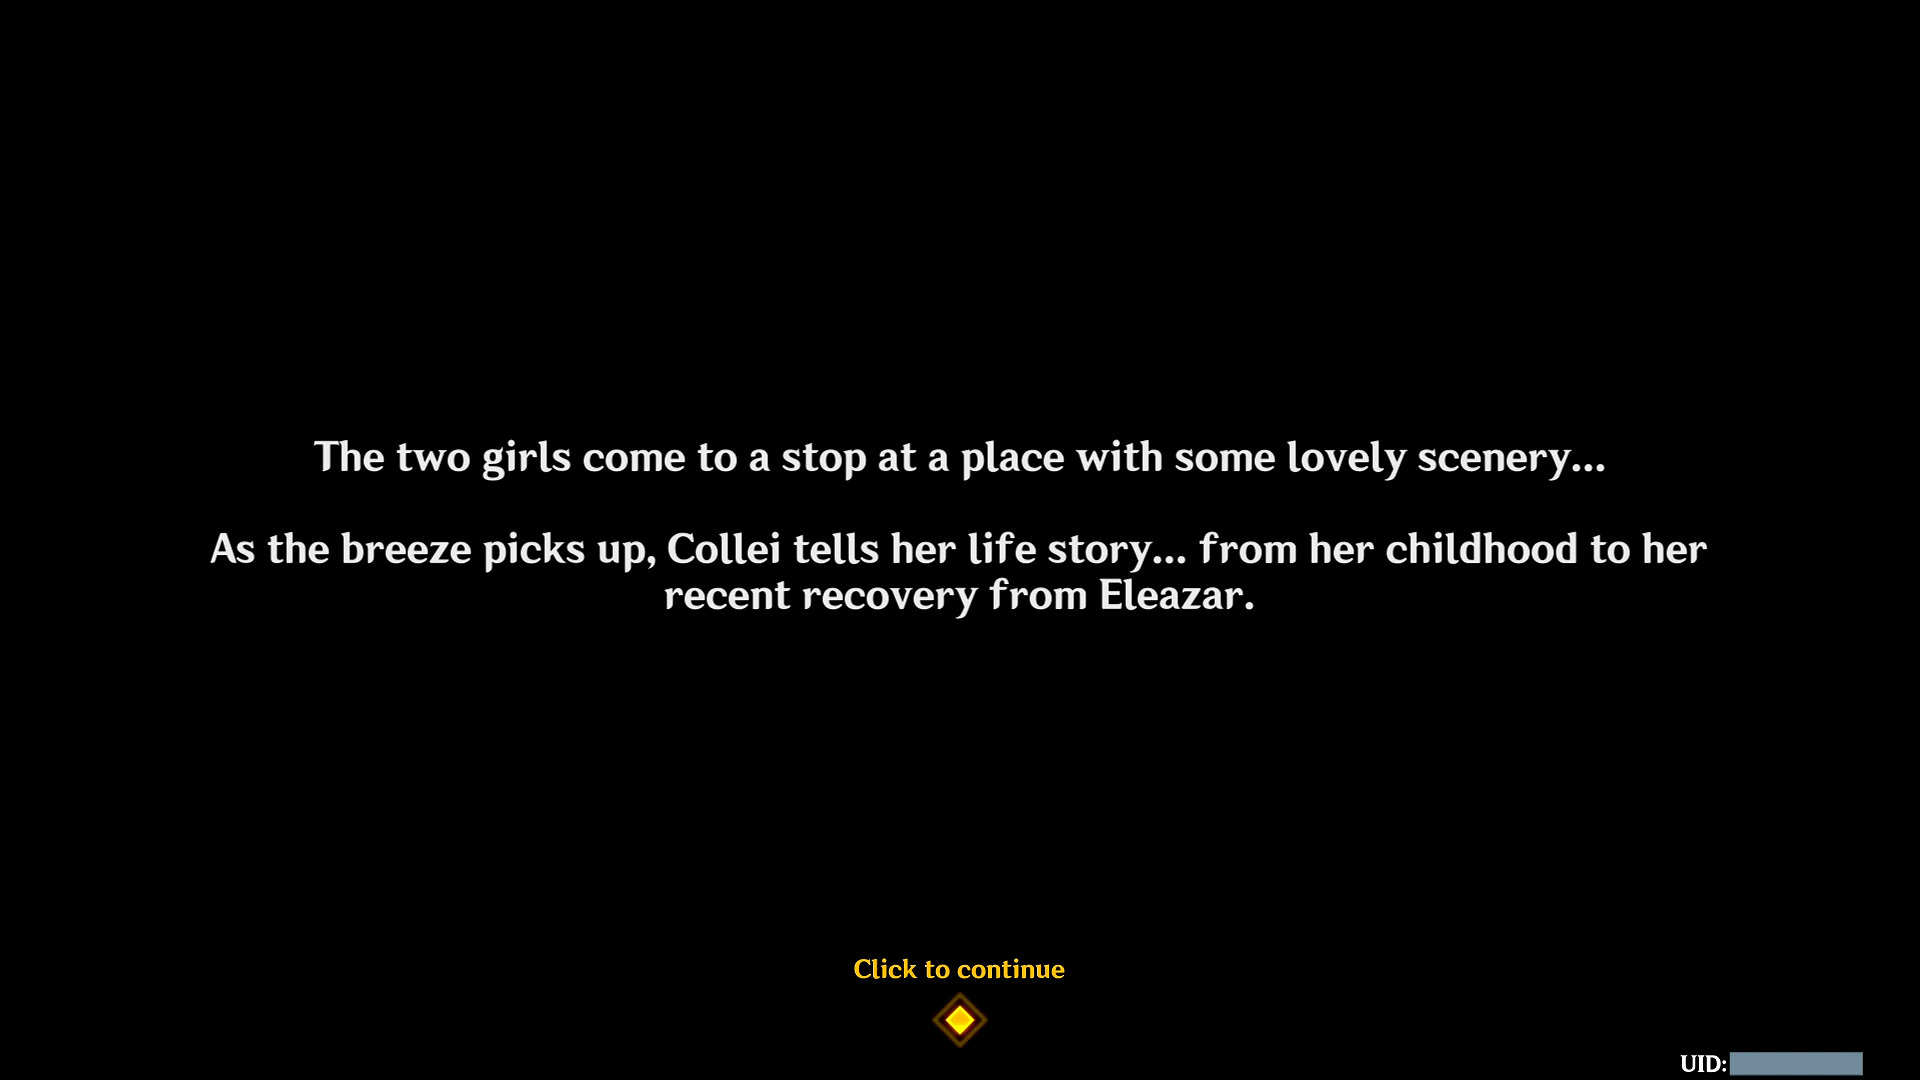 The two girls come to a stop at a place with some lovely scenery...
As the breeze picks up, Collei tells her life story... from her childhood to her
recent recovery from Eleazar.
Click to continue
UID: